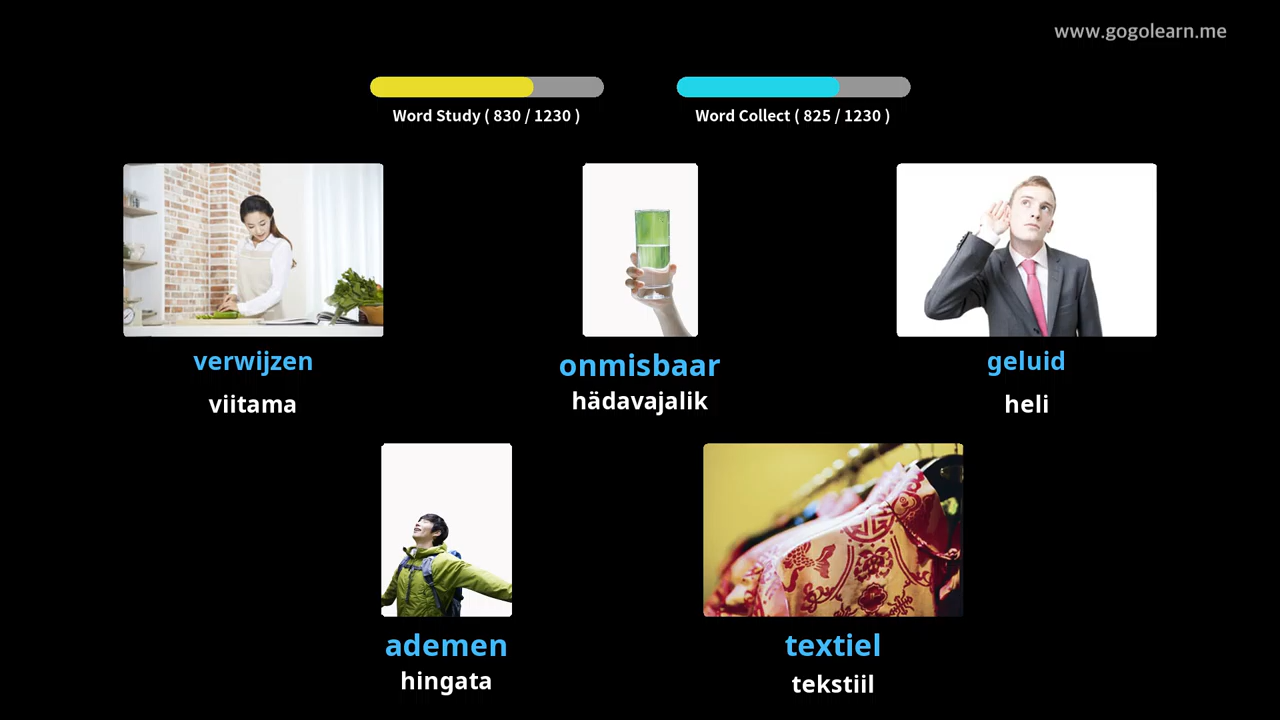 www.gogolearn.me
Word Study ( 830 / 1230 )
Word Collect ( 825 / 1230 )
verwijzen
viitama
onmisbaar
hädavajalik
geluid
heli
ademen
hingata
textiel
tekstiil